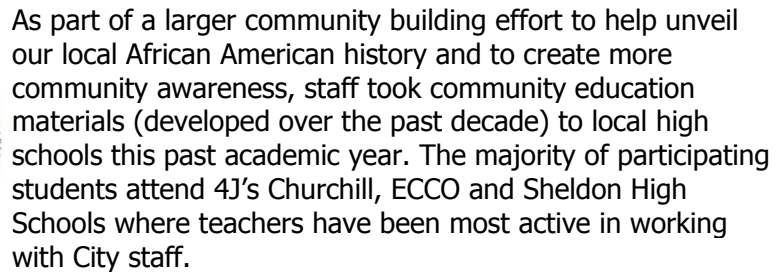 As part of a larger community building effort to help unveil
our local African American history and to create more
community awareness, staff took community education
materials (developed over the past decade) to local high
schools this past academic year. The majority of participating
students attend 4J's Churchill, ECCO and Sheldon High
Schools where teachers have been most active in working
with City staff.